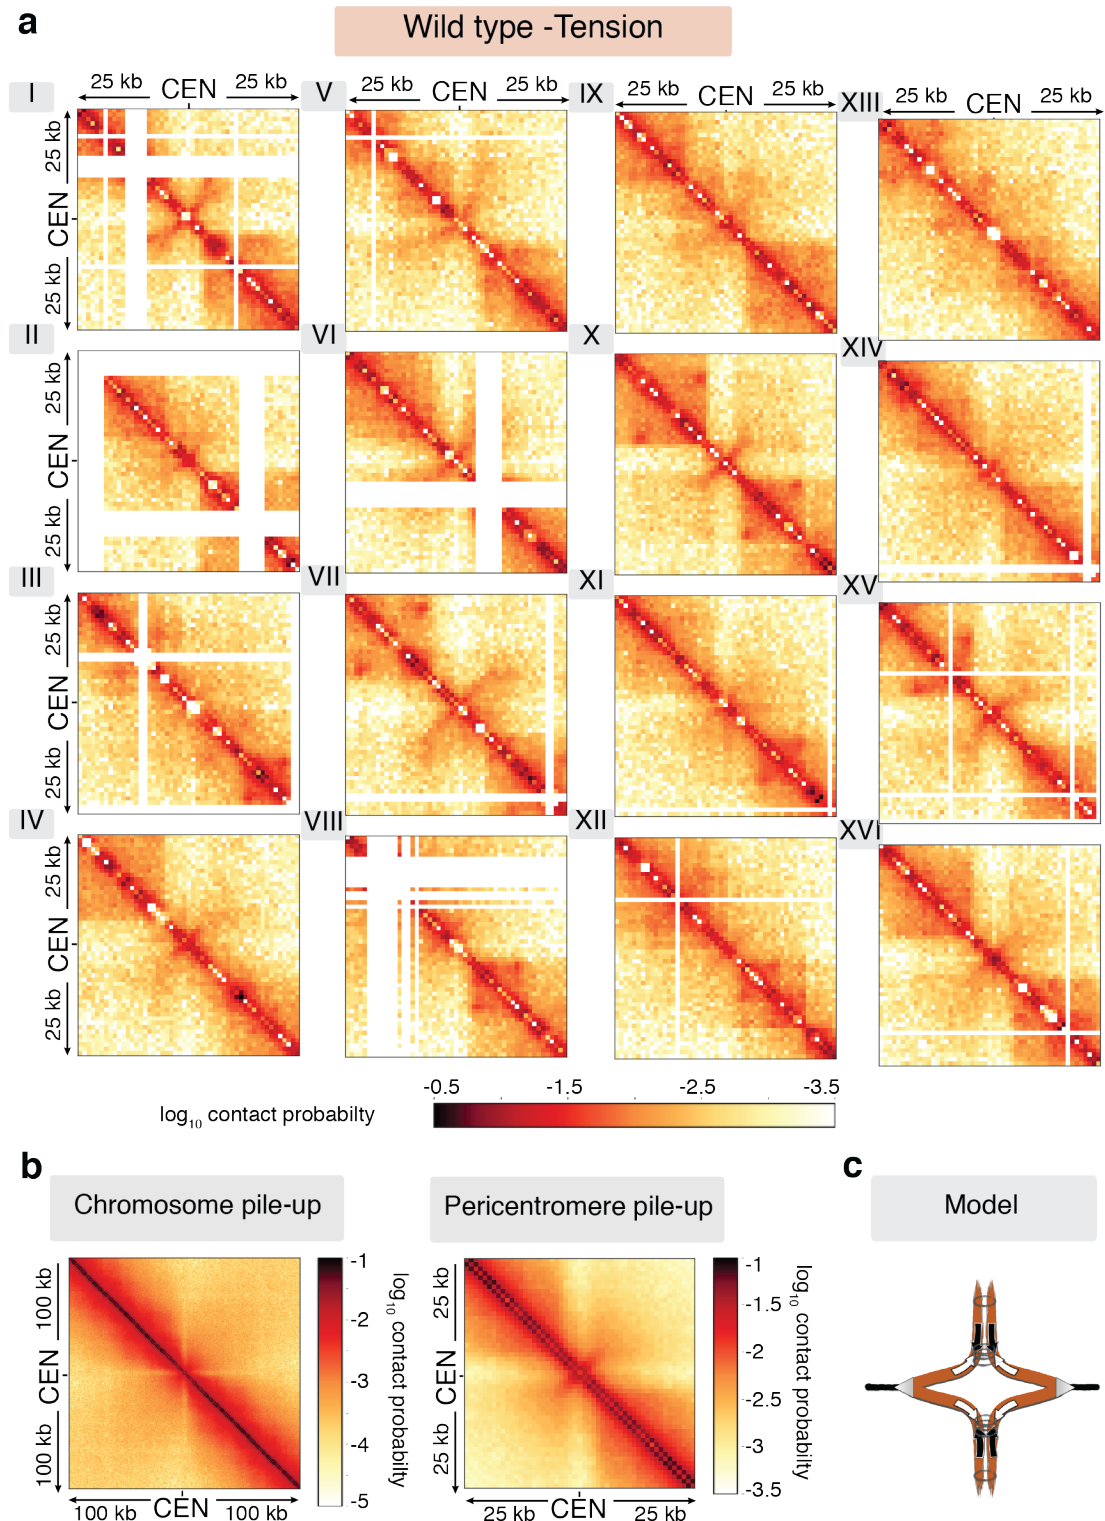 a
Wild type -Tension
I
25 kb CEN 25 kb
V
25 kb CEN 25 kb
IX
25 kb CEN 25 kb
XIII
25 kb CEN 25 kb
25 kb
CEN
25 kb
II
VI
X
XIV
25 kb
CEN
25 kb
III
VII
XI
XV
25 kb
CEN
25 kb
IV
VIII
XII
XVI
25 kb
CEN
25 kb
-0.5 -1.5 -2.5 -3.5
log10 contact probabilty
b
c
Chromosome pile-up
Pericentromere pile-up
Model
100 kb
CEN
100 kb
-1
-2
-3
-4
-5
log10 contact probabilty
100 kb CEN 100 kb
25 kb
CEN
25 kb
-1
-1.5
-2
-2.5
-3
-3.5
log10 contact probabilty
25 kb CEN 25 kb